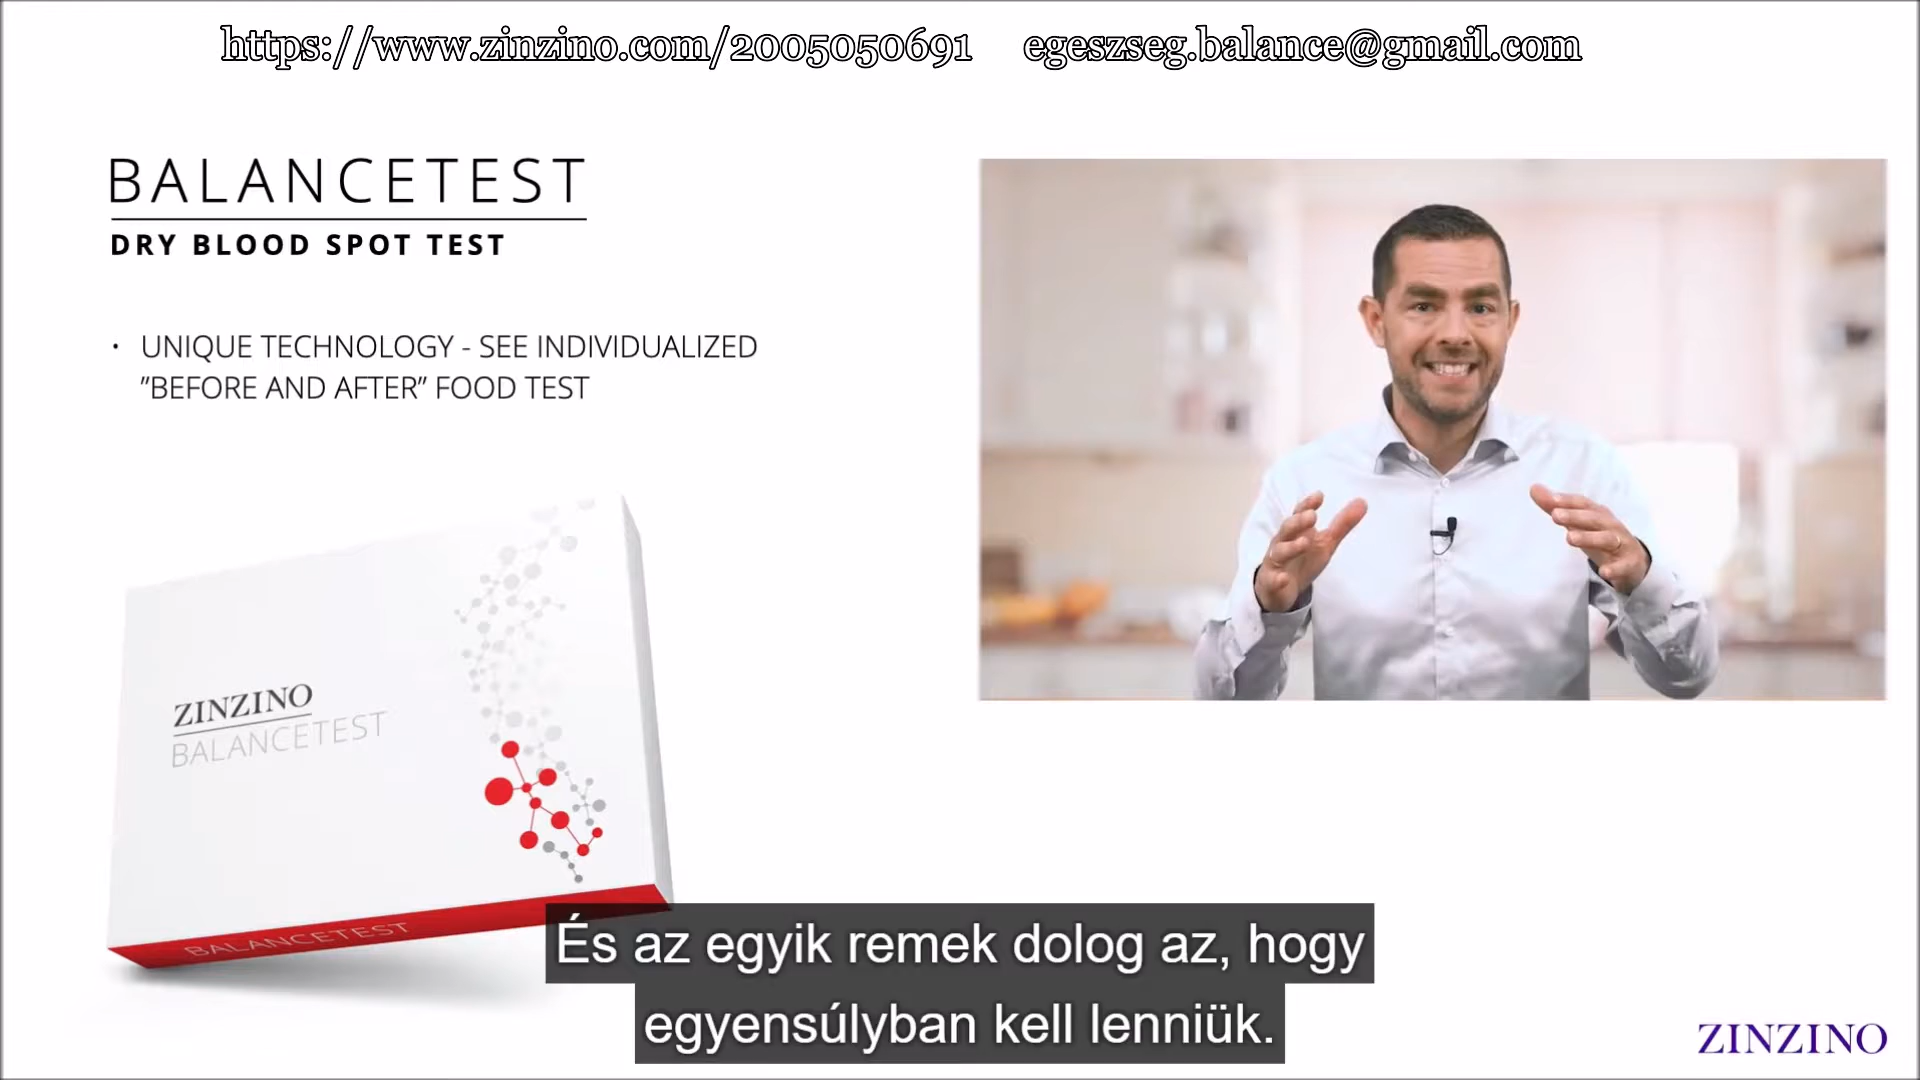 https://www.zinzino.com/2005050691 egeszseg.balance@gmail.com
BALANCETEST
DRY BLOOD SPOT TEST
· UNIQUE TECHNOLOGY - SEE INDIVIDUALIZED
”BEFORE AND AFTER” FOOD TEST
ZINZINO
BALANCETEST
BALANCETEST
És az egyik remek dolog az, hogy
egyensúlyban kell lenniük.
ZINZINO